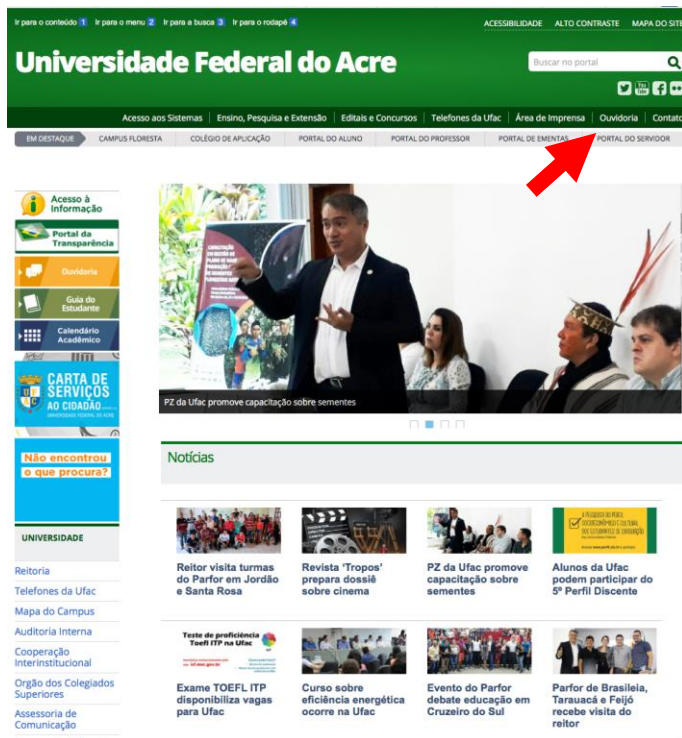 Ir para o conteúdo 1 Ir para o menu 2 Ir para a busca 3 Ir para o rodapé 4
ACESSIBILIDADE ALTO CONTRASTE MAPA DO SITE
Universidade Federal do Acre
Buscar no portal
Acesso aos Sistemas Ensino, Pesquisa e Extensão Editais e Concursos Telefones da Ufac Área de Imprensa Ouvidoria Contato
EM DESTAQUE CAMPUS FLORESTA COLÉGIO DE APLICAÇÃO PORTAL DO ALUNO PORTAL DO PROFESSOR PORTAL DE EMENTAS PORTAL DO SERVIDOR
Acesso à
Informação
Portal da
Transparência
Ouvidoria
Guia do
Estudante
Calendário
Acadêmico
CARTA DE
SERVIÇOS
AO CIDADÃO
UNIVERSIDADE FEDERAL DO ACRE
Não encontrou
o que procura?
UNIVERSIDADE
Reitoria
Telefones da Ufac
Mapa do Campus
Auditoria Interna
Cooperação
Interinstitucional
Orgão dos Colegiados
Superiores
Assessoria de
Comunicação
CAPACITAÇÃO
PZ da Ufac promove capacitação sobre sementes
Notícias
Reitor visita turmas
do Parfor em Jordão
e Santa Rosa
Revista ‘Tropos’
prepara dossiê
sobre cinema
PZ da Ufac promove
capacitação sobre
sementes
Alunos da Ufac
podem participar do
5º Perfil Discente
Teste de proficiência
Toefl ITP na Ufac
Exame TOEFL ITP
disponibiliza vagas
para Ufac
Curso sobre
eficiência energética
ocorre na Ufac
Evento do Parfor
debate educação em
Cruzeiro do Sul
Parfor de Brasileia,
Tarauacá e Feijó
recebe visita do
reitor